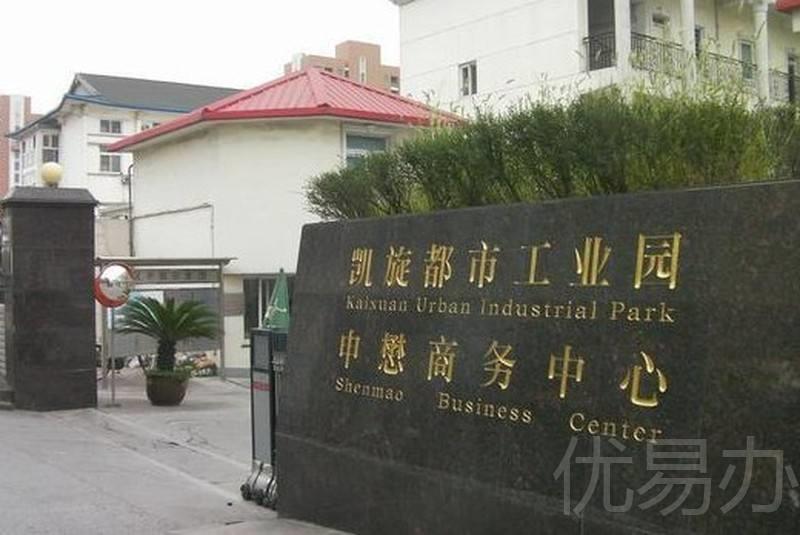 凯旋都市工业园
Kaixuan Urban Industrial Park
申懋商务中心
Shenmao Business Center
优易办